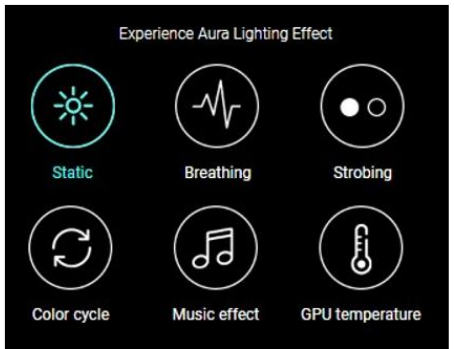 Experience Aura Lighting Effect
Static
Breathing
Strobing
Color cycle
Music effect
GPU temperature